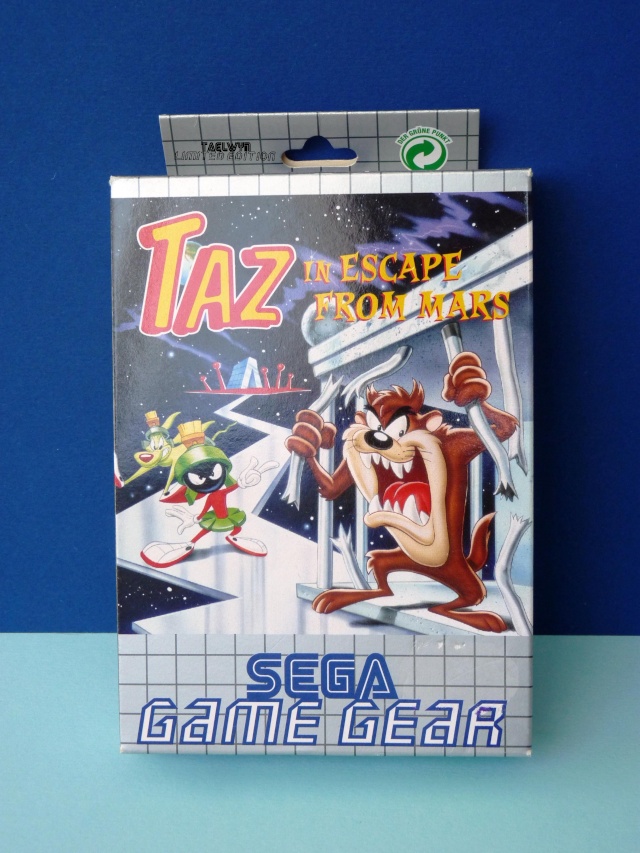 TAELWYN
LIMITED EDITION
DER GRÜNE PUNKT
TAZ
IN ESCAPE
FROM MARS
SEGA
GAME GEAR